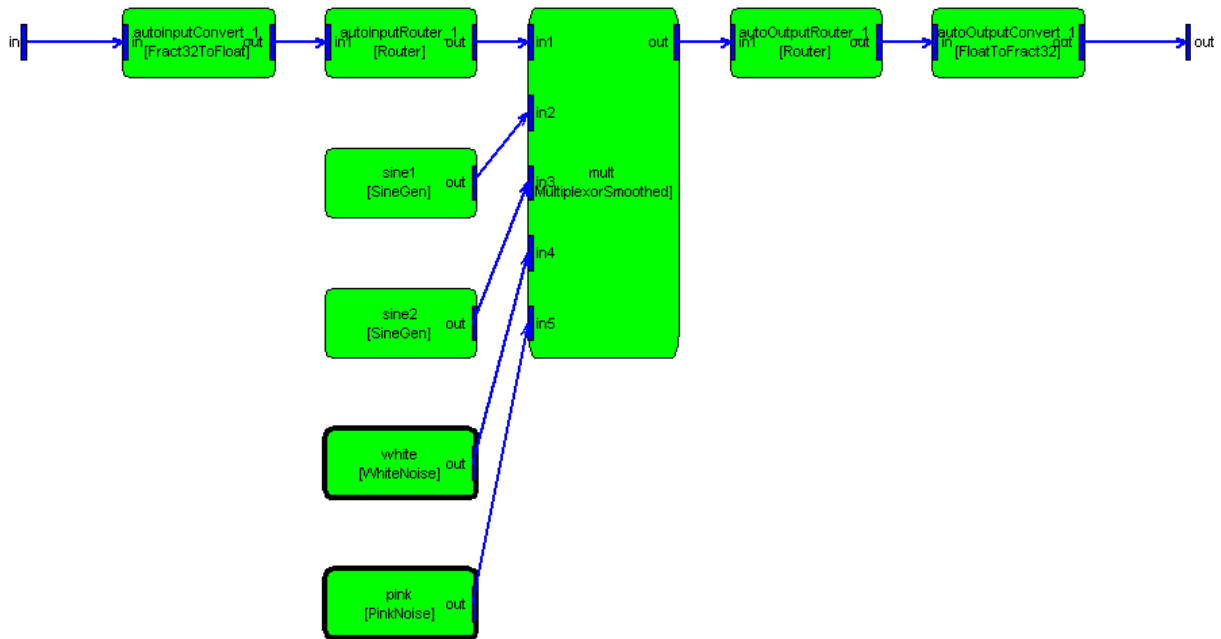 autoInputConvert_1
[Fract32ToFloat]
autoInputRouter_1
[Router]
autoOutputRouter_1
[Router]
autoOutputConvert_1
[FloatToFract32]
in
in
out
in1
out
in1
out
in1
out
in
out
out
in2
sine1
[SineGen]
out
in3
mult
MultiplexorSmoothed]
in4
sine2
[SineGen]
out
in5
white
[WhiteNoise]
out
pink
[PinkNoise]
out